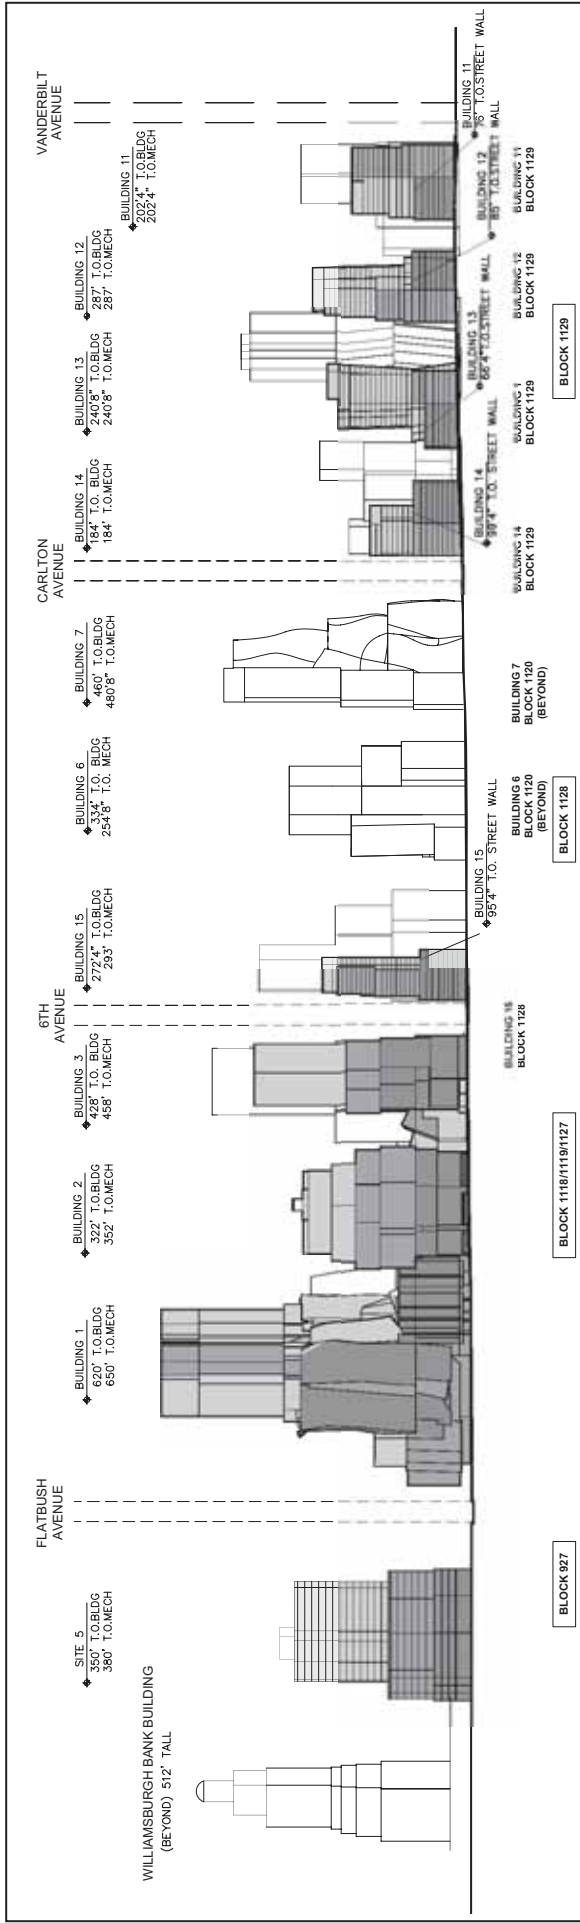 WILLIAMSBURGH BANK BUILDING
(BEYOND) 512' TALL
SITE 5
350' T.O.BLDG
380' T.O.MECH
FLATBUSH
AVENUE
BUILDING 1
620' T.O.BLDG
650' T.O.MECH
BUILDING 2
322' T.O.BLDG
352' T.O.MECH
BUILDING 3
428' T.O. BLDG
458' T.O.MECH
6TH
AVENUE
BUILDING 15
272'4" T.O.BLDG
293' T.O.MECH
BUILDING 6
334' T.O. BLDG
254'8" T.O. MECH
BUILDING 7
460' T.O.BLDG
480'8" T.O.MECH
CARLTON
AVENUE
BUILDING 14
184' T.O. BLDG
184' T.O.MECH
BUILDING 13
240'8" T.O.BLDG
240'8" T.O.MECH
BUILDING 12
287' T.O.BLDG
287' T.O.MECH
BUILDING 11
202'4" T.O.BLDG
202'4" T.O.MECH
VANDERBILT
AVENUE
BUILDING 15
95'4" T.O. STREET WALL
BUILDING 14
99'4" T.O. STREET WALL
BUILDING 13
66'4" T.O.STREET WALL
BUILDING 12
85' T.O.STREET WALL
BUILDING 11
76' T.O.STREET WALL
BUILDING 15
BLOCK 1128
BUILDING 6
BLOCK 1120
(BEYOND)
BUILDING 7
BLOCK 1120
(BEYOND)
BUILDING 14
BLOCK 1129
BUILDING 1
BLOCK 1129
BUILDING 12
BLOCK 1129
BUILDING 11
BLOCK 1129
BLOCK 927
BLOCK 1118/1119/1127
BLOCK 1128
BLOCK 1129